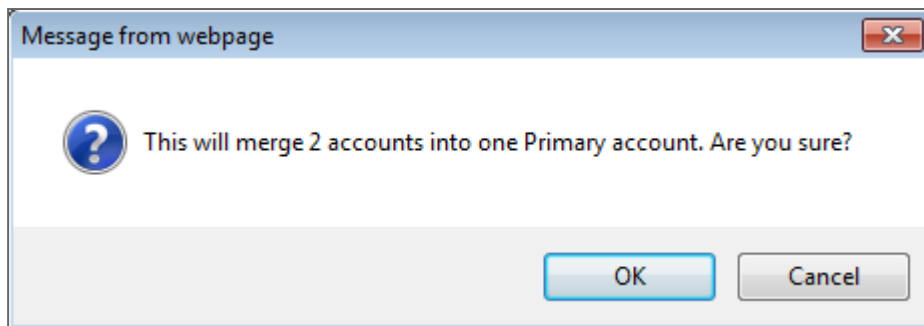 Message from webpage
This will merge 2 accounts into one Primary account. Are you sure?
OK
Cancel